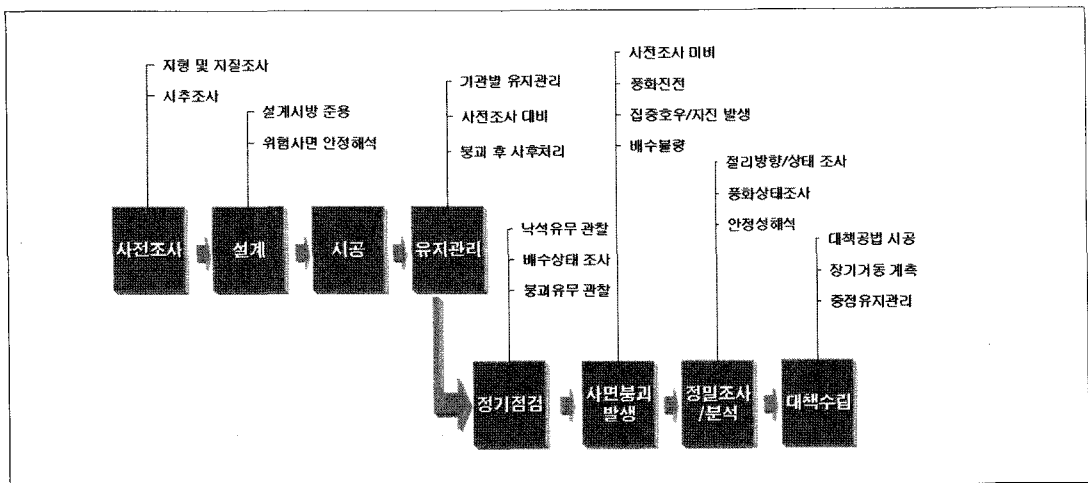 지형 및 지질조사
시추조사
설계시방 준용
위험사면 안정해석
기관별 유지관리
사전조사 대비
붕괴 후 사후처리
사전조사 미비
풍화진전
집중호우/지진 발생
배수불량
절리방향/상태 조사
풍화상태조사
안정성해석
사전조사
설계
시공
유지관리
낙석유무 관찰
배수상태 조사
붕괴유무 관찰
대책공법 시공
장기거동 계측
중점유지관리
정기점검
사면붕괴
발생
정밀조사
/분석
대책수립